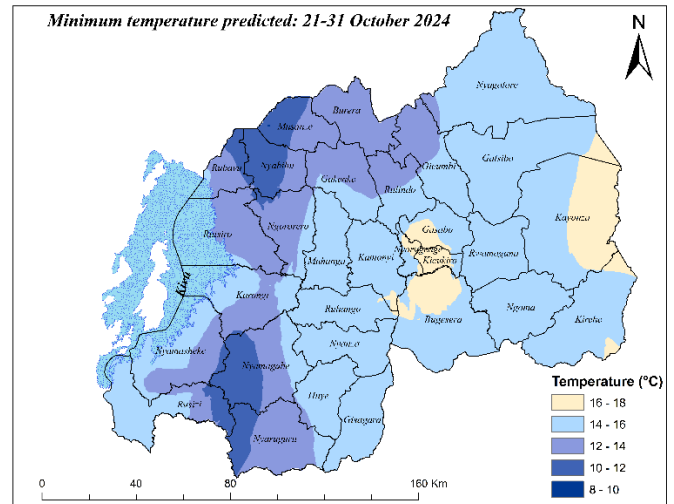 Minimum temperature predicted: 21-31 October 2024
N
Nyagatare
Burera
Musanze
Gatsibo
Rubavu
Nyabihu
Gicumbi
Gakenke
Rulindo
Kayonza
Rutsiro
Ngororero
Gasabo
Nyarugenge
Kicukiro
Rwamagana
Muhanga
Kamonyi
Kivu
Karongi
Ruhango
Bugesera
Ngoma
Kirehe
Nyamasheke
Nyanza
Nyamagabe
Rusizi
Huye
Gisagara
Nyaruguru
Temperature (°C)
16 - 18
14 - 16
12 - 14
10 - 12
8 - 10
0 40 80 160 Km